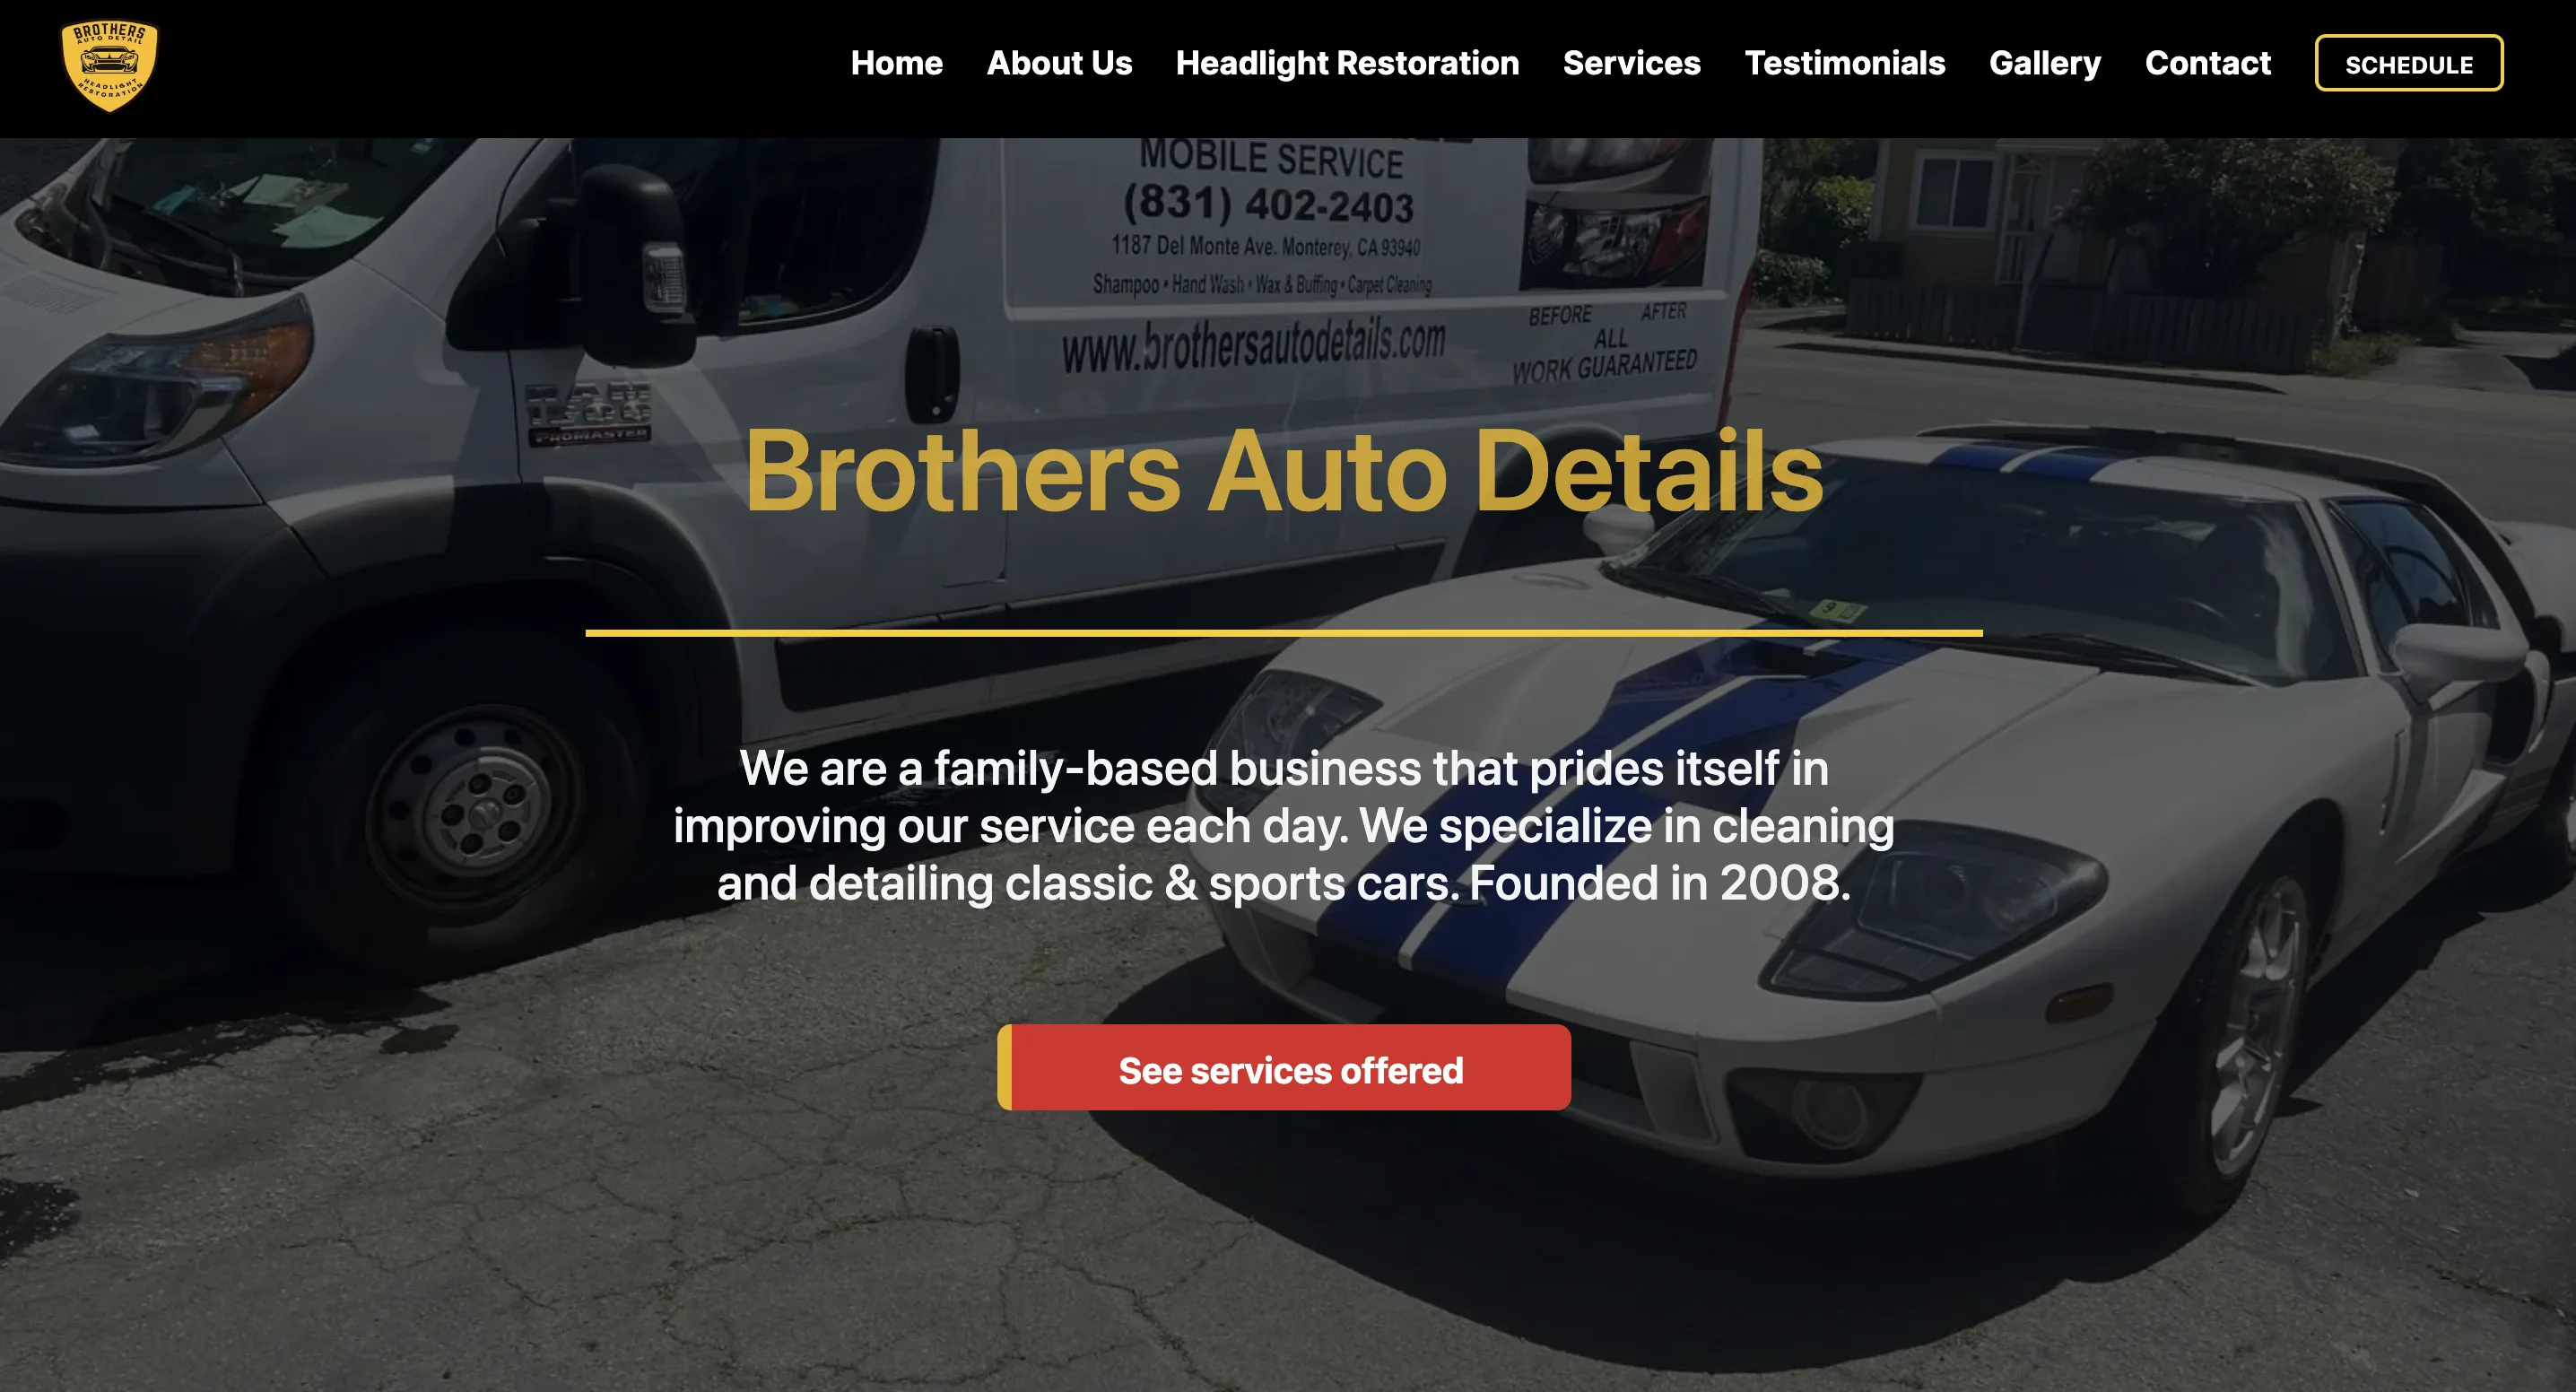 BROTHERS
AUTO DETAIL
HEADLIGHT
RESTORATION
Home About Us Headlight Restoration Services Testimonials Gallery Contact SCHEDULE
MOBILE SERVICE
(831) 402-2403
1187 Del Monte Ave. Monterey, CA 93940
Shampoo • Hand Wash • Wax & Buffing • Carpet Cleaning
www.brothersautodetails.com
BEFORE AFTER
ALL
WORK GUARANTEED
RAM
1500
PROMASTER
Brothers Auto Details
9
We are a family-based business that prides itself in
improving our service each day. We specialize in cleaning
and detailing classic & sports cars. Founded in 2008.
See services offered